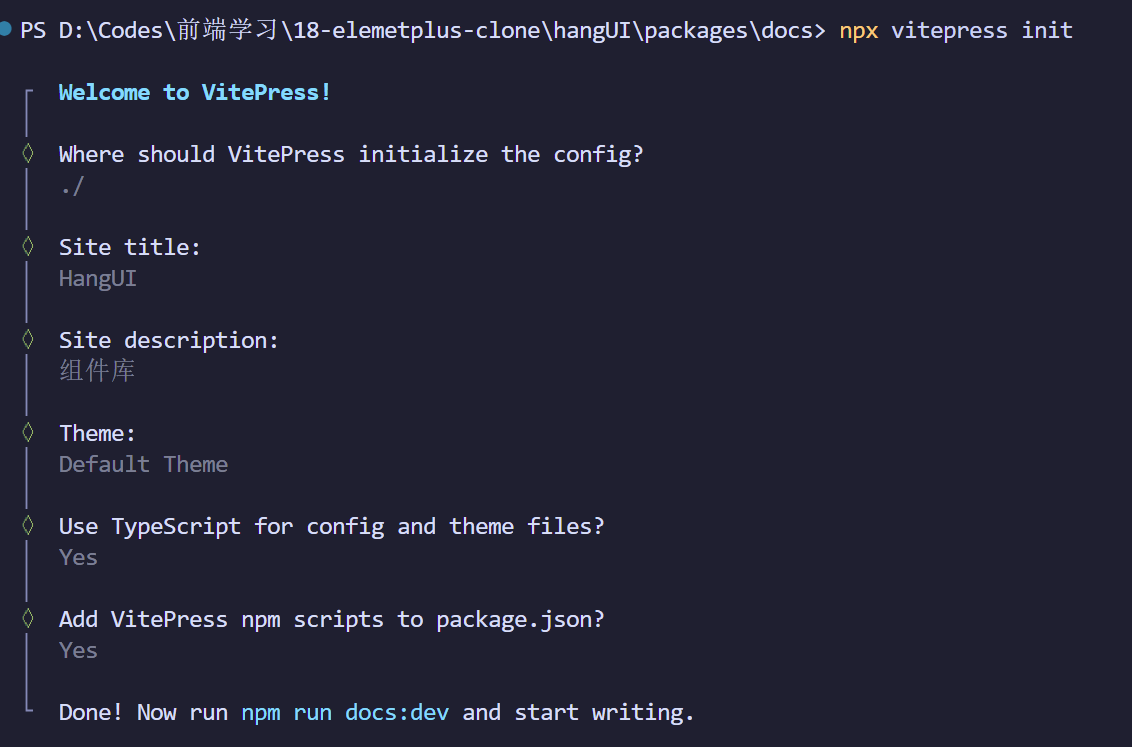 PS D:\Codes\前端学习\18-elemetplus-clone\hangUI\packages\docs> npx vitepress init
Welcome to VitePress!
Where should VitePress initialize the config?
./
Site title:
HangUI
Site description:
组件库
Theme:
Default Theme
Use TypeScript for config and theme files?
Yes
Add VitePress npm scripts to package.json?
Yes
Done! Now run npm run docs:dev and start writing.